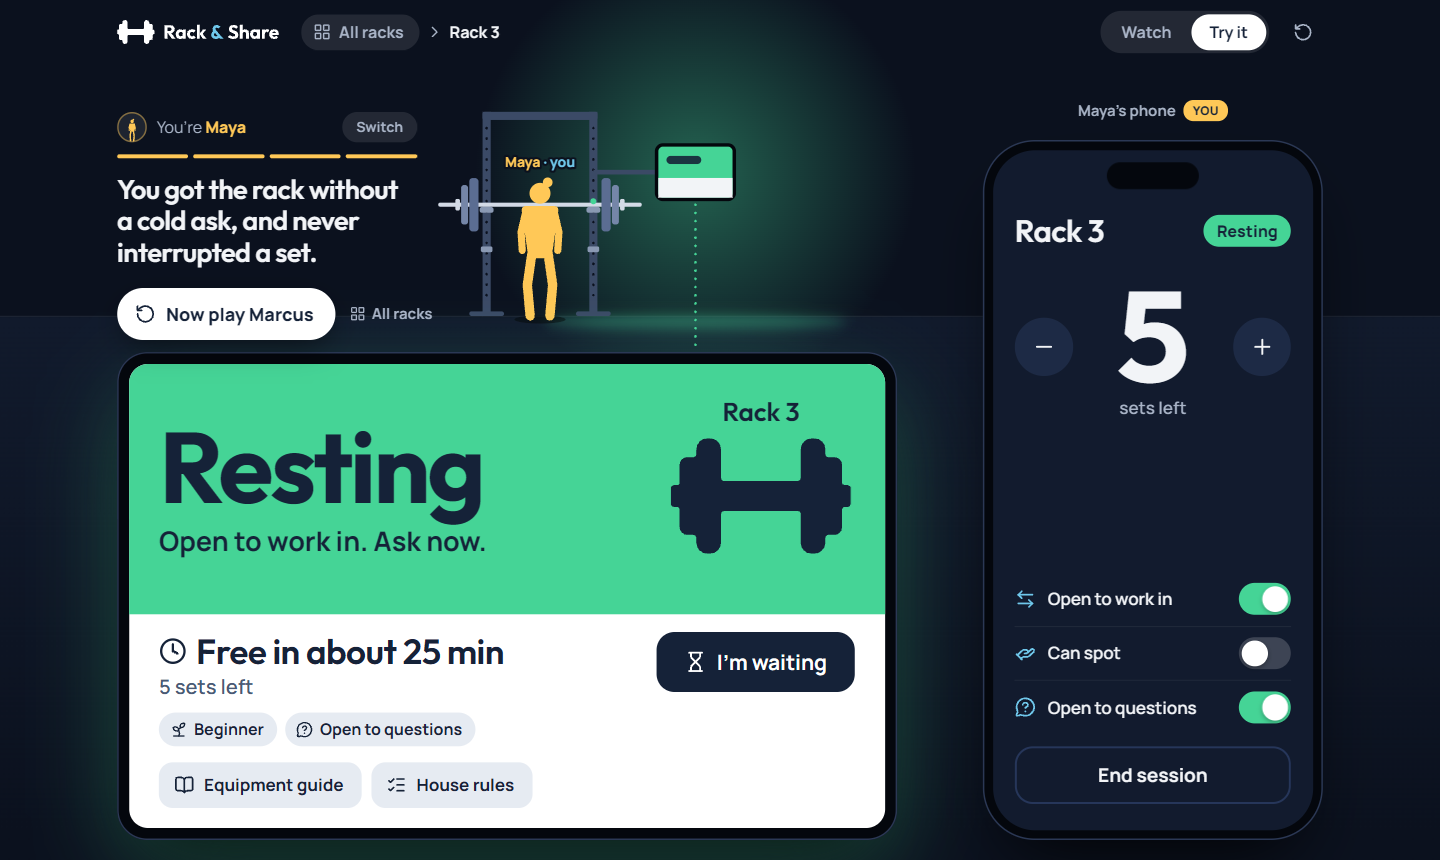 Rack & Share
All racks
Rack 3
Watch
Try it
You're Maya
Switch
You got the rack without
a cold ask, and never
interrupted a set.
Now play Marcus
All racks
Maya · you
Maya's phone
YOU
Rack 3
Resting
5
sets left
Open to work in
Can spot
Open to questions
End session
Resting
Open to work in. Ask now.
Rack 3
Free in about 25 min
5 sets left
I'm waiting
Beginner
Open to questions
Equipment guide
House rules